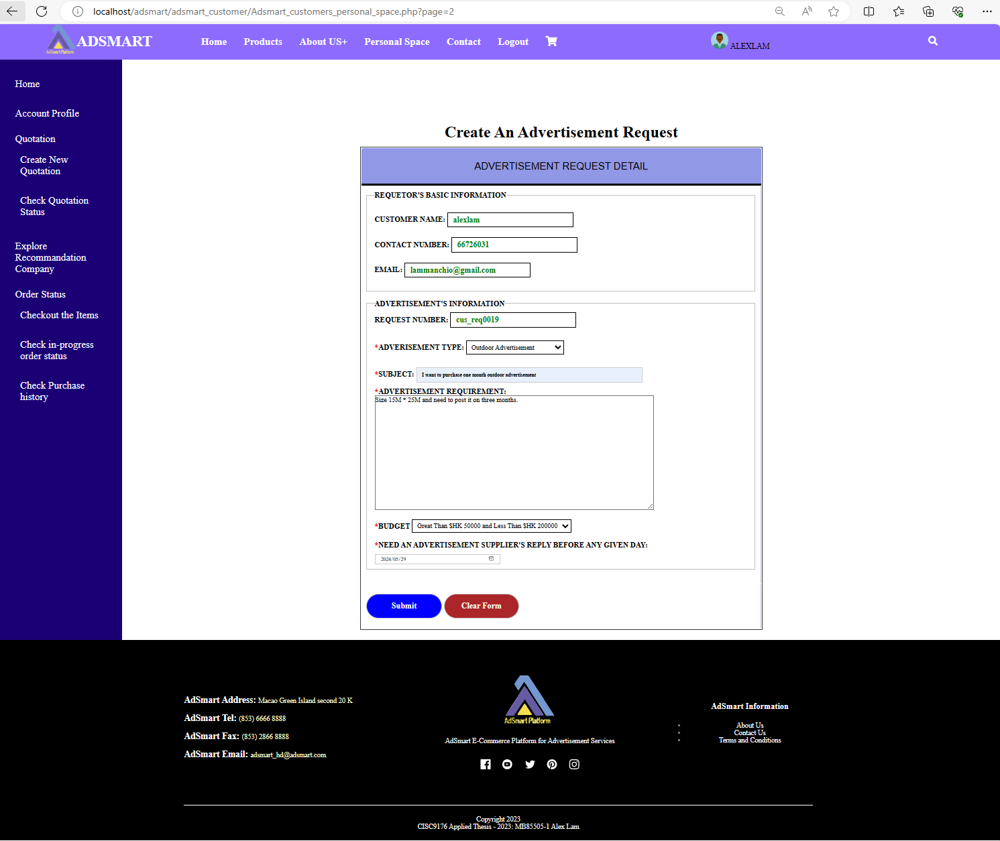 localhost/adsmart/adsmart_customer/Adsmart_customers_personal_space.php?page=2
AdSmart Platform
ADSMART
Home
Products
About US+
Personal Space
Contact
Logout
ALEXLAM
Home
Account Profile
Quotation
Create New
Quotation
Check Quotation
Status
Explore
Recommandation
Company
Order Status
Checkout the Items
Check in-progress
order status
Check Purchase
history
Create An Advertisement Request
ADVERTISEMENT REQUEST DETAIL
REQUETOR'S BASIC INFORMATION
CUSTOMER NAME: alexlam
CONTACT NUMBER: 66726031
EMAIL: lammanchio@gmail.com
ADVERTISEMENT'S INFORMATION
REQUEST NUMBER: cus_req0019
*ADVERISEMENT TYPE: Outdoor Advertisement
*SUBJECT: I want to purchase one month outdoor advertisement
*ADVERTISEMENT REQUIREMENT:
Size 15M * 25M and need to post it on three months.
*BUDGET Great Than $HK 50000 and Less Than $HK 200000
*NEED AN ADVERTISEMENT SUPPLIER'S REPLY BEFORE ANY GIVEN DAY:
2024/05/29
Submit
Clear Form
AdSmart Address: Macao Green Island second 20 K
AdSmart Tel: (853) 6666 8888
AdSmart Fax: (853) 2866 8888
AdSmart Email: adsmart_hd@adsmart.com
AdSmart Platform
AdSmart E-Commerce Platform for Advertisement Services
AdSmart Information
About Us
Contact Us
Terms and Conditions
Copyright 2023
CISC9176 Applied Thesis - 2023: MB85505-1 Alex Lam